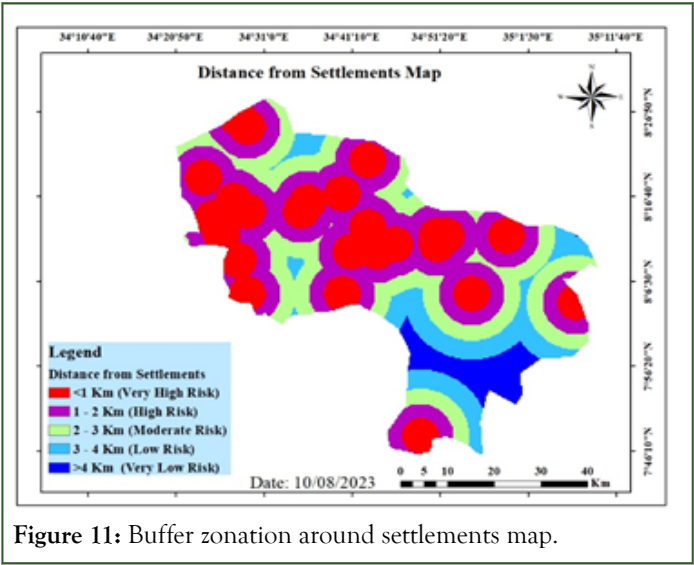 34°10'40"E 34°20'50"E 34°31'0"E 34°41'10"E 34°51'20"E 35°1'30"E 35°11'40"E
Distance from Settlements Map
N
W E
S
8°26'50"N
8°16'40"N
8°6'30"N
7°56'20"N
7°46'10"N
Legend
Distance from Settlements
<1 Km (Very High Risk)
1 - 2 Km (High Risk)
2 - 3 Km (Moderate Risk)
3 - 4 Km (Low Risk)
>4 Km (Very Low Risk)
Date: 10/08/2023
0 5 10 20 30 40
Km
Figure 11: Buffer zonation around settlements map.